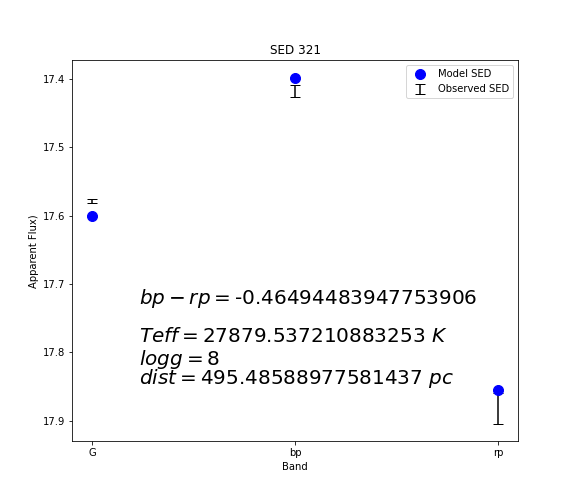 SED 321
Model SED
Observed SED
17.4
17.5
17.6
17.7
17.8
17.9
Apparent Flux)
bp − rp = -0.46494483947753906
Teff = 27879.537210883253 K
logg = 8
dist = 495.48588977581437 pc
G
bp
rp
Band